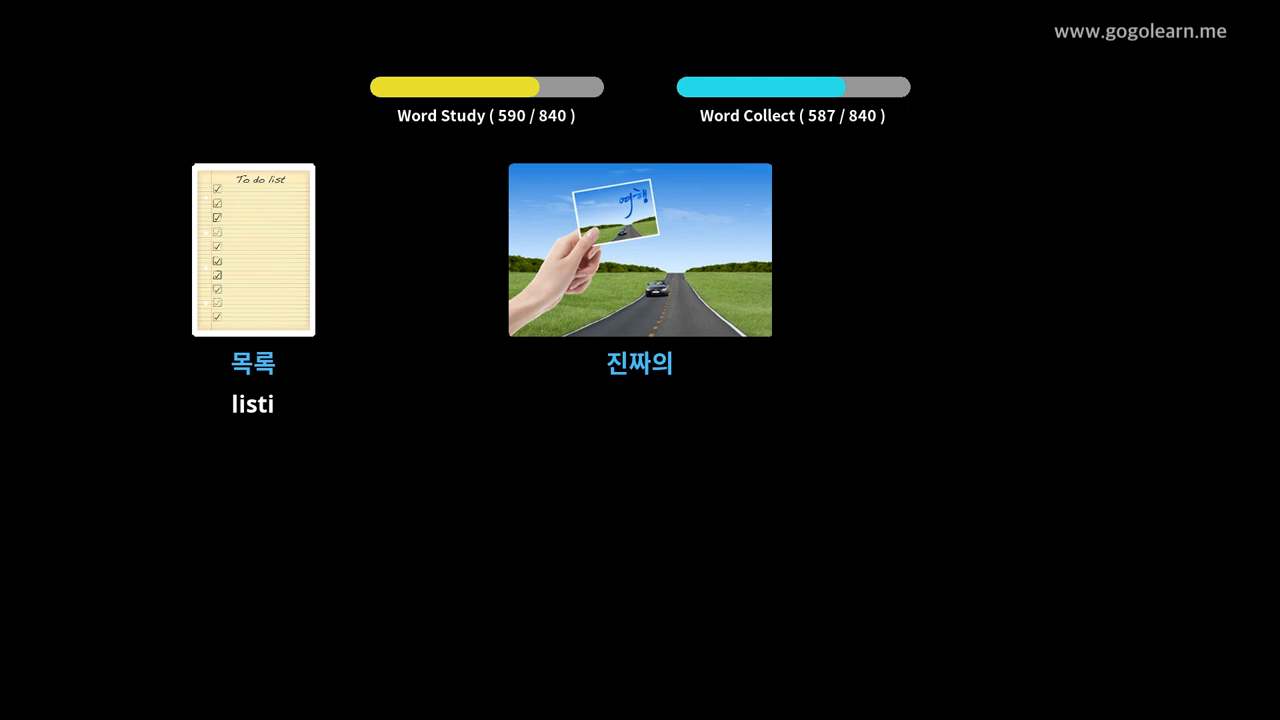 www.gogolearn.me
Word Study ( 590 / 840 )
Word Collect ( 587 / 840 )
To do list
여행
목록
진짜의
listi